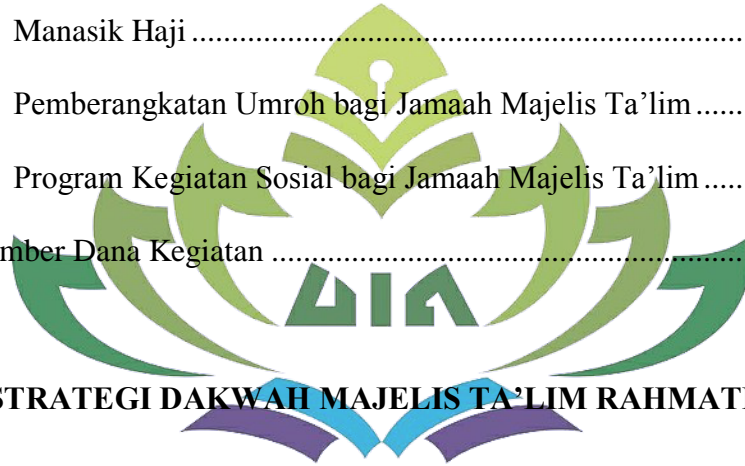 Manasik Haji ....................................................................
Pemberangkatan Umroh bagi Jamaah Majelis Ta’lim ......
Program Kegiatan Sosial bagi Jamaah Majelis Ta’lim .....
mber Dana Kegiatan ..........................................................
UIN
STRATEGI DAKWAH MAJELIS TA’LIM RAHMAT